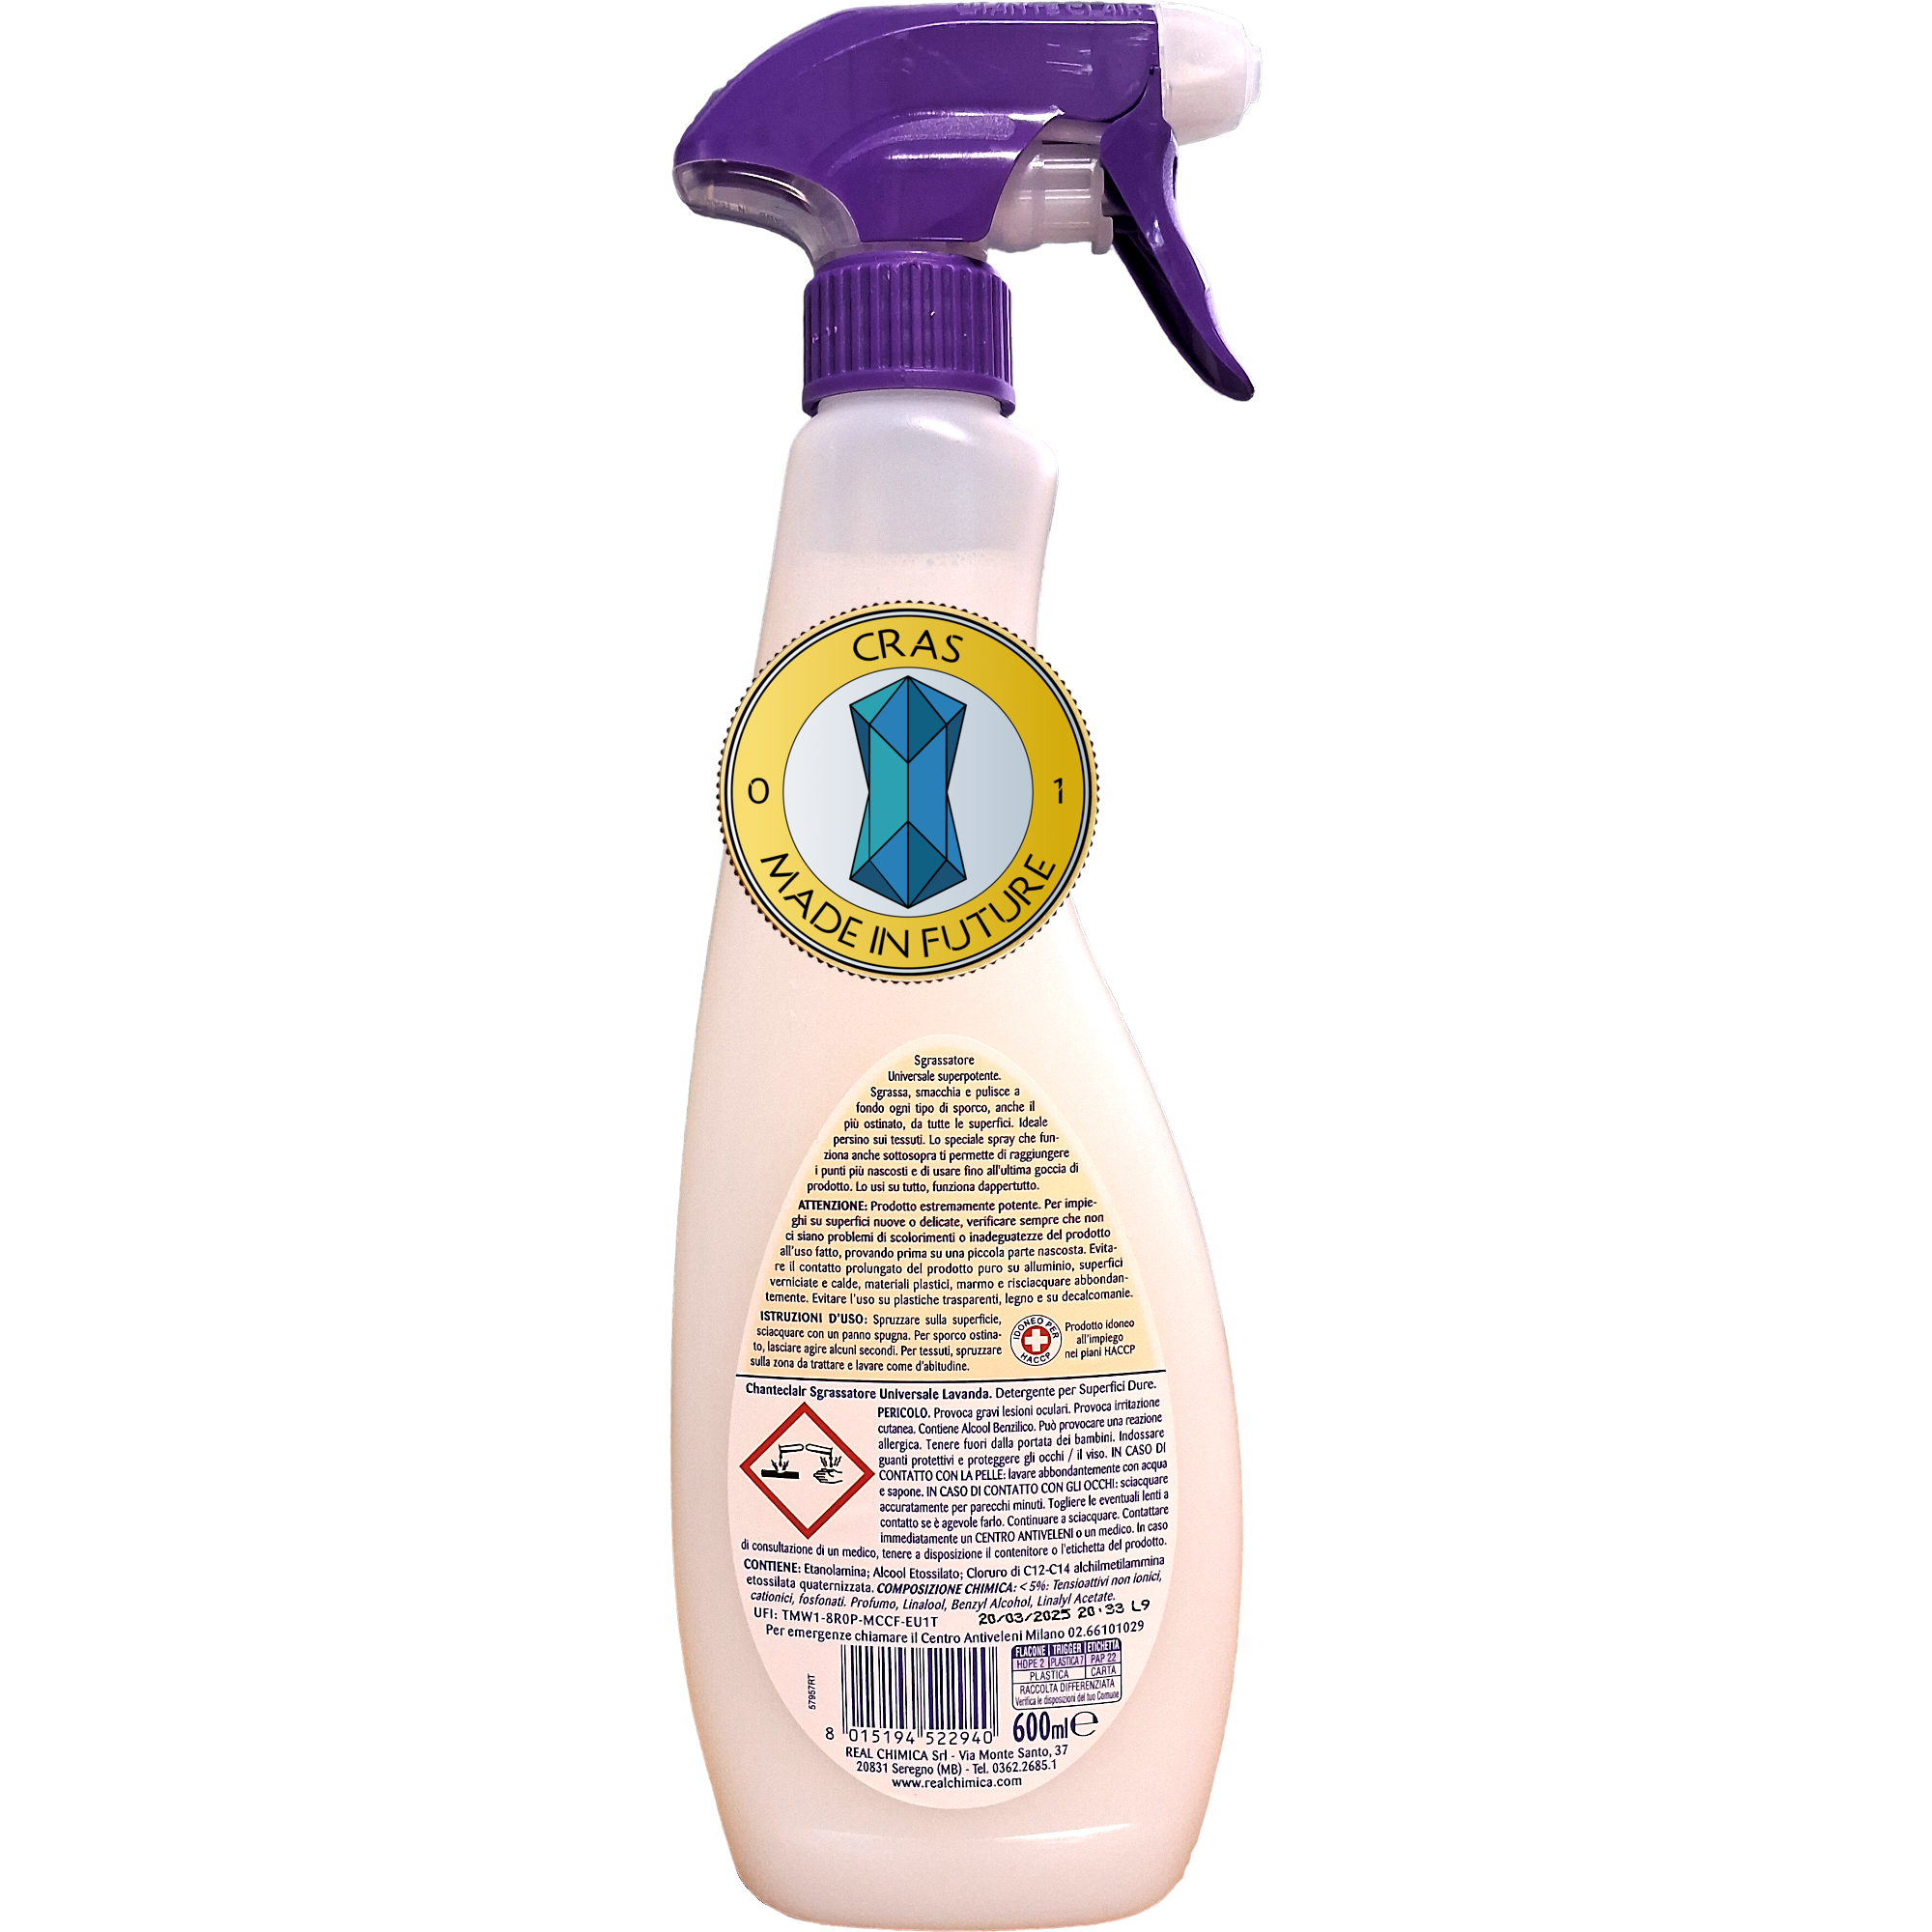 CHANTE CLAIR
CRAS
0 1
MADE IN FUTURE
Sgrassatore
Universale superpotente.
Sgrassa, smacchia e pulisce a
fondo ogni tipo di sporco, anche il
più ostinato, da tutte le superfici. Ideale
persino sui tessuti. Lo speciale spray che fun-
ziona anche sottosopra ti permette di raggiungere
i punti più nascosti e di usare fino all'ultima goccia di
prodotto. Lo usi su tutto, funziona dappertutto.
ATTENZIONE: Prodotto estremamente potente. Per impie-
ghi su superfici nuove o delicate, verificare sempre che non
ci siano problemi di scolorimenti o inadeguatezze del prodotto
all'uso fatto, provando prima su una piccola parte nascosta. Evita-
re il contatto prolungato del prodotto puro su alluminio, superfici
verniciate e calde, materiali plastici, marmo e risciacquare abbondan-
temente. Evitare l'uso su plastiche trasparenti, legno e su decalcomanie.
ISTRUZIONI D'USO: Spruzzare sulla superficie,
sciacquare con un panno spugna. Per sporco ostina-
to, lasciare agire alcuni secondi. Per tessuti, spruzzare
sulla zona da trattare e lavare come d'abitudine.
IDONEO PER
HACCP
Prodotto idoneo
all'impiego
nei piani HACCP
Chanteclair Sgrassatore Universale Lavanda. Detergente per Superfici Dure.
PERICOLO. Provoca gravi lesioni oculari. Provoca irritazione
cutanea. Contiene Alcool Benzilico. Può provocare una reazione
allergica. Tenere fuori dalla portata dei bambini. Indossare
guanti protettivi e proteggere gli occhi / il viso. IN CASO DI
CONTATTO CON LA PELLE: lavare abbondantemente con acqua
e sapone. IN CASO DI CONTATTO CON GLI OCCHI: sciacquare
accuratamente per parecchi minuti. Togliere le eventuali lenti a
contatto se è agevole farlo. Continuare a sciacquare. Contattare
immediatamente un CENTRO ANTIVELENI o un medico. In caso
di consultazione di un medico, tenere a disposizione il contenitore o l'etichetta del prodotto.
CONTIENE: Etanolamina; Alcool Etossilato; Cloruro di C12-C14 alchilmetilammina
etossilata quaternizzata. COMPOSIZIONE CHIMICA: < 5%: Tensioattivi non Ionici,
cationici, fosfonati. Profumo, Linalool, Benzyl Alcohol, Linalyl Acetate.
UFI: TMW1-8R0P-MCCF-EU1T 20/03/2025 20:33 L9
Per emergenze chiamare il Centro Antiveleni Milano 02.66101029
57957RT
FLACONE TRIGGER ETICHETTA
HDPE 2 PLASTICA 7 PAP 22
PLASTICA CARTA
RACCOLTA DIFFERENZIATA
Verifica le disposizioni del tuo Comune
8 015194 522940
600ml e
REAL CHIMICA Srl - Via Monte Santo, 37
20831 Seregno (MB) - Tel. 0362.2685.1
www.realchimica.com